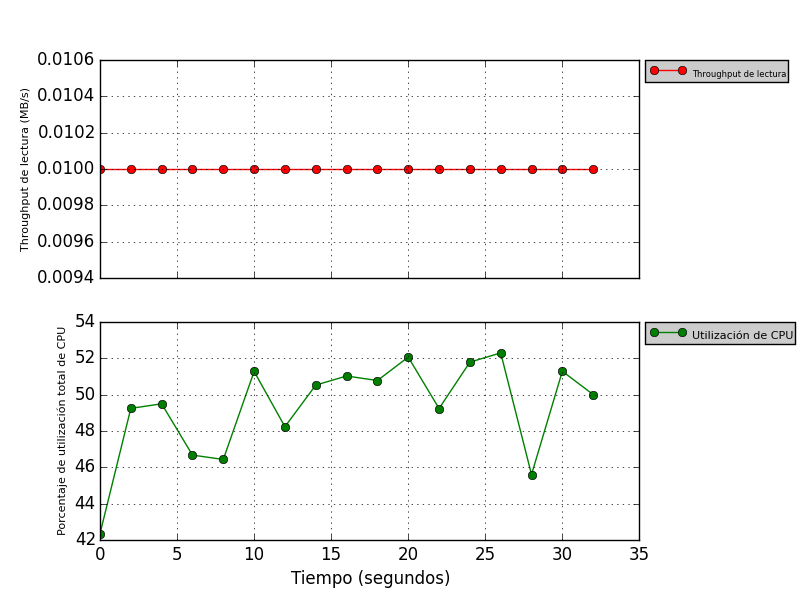 0.0106
0.0104
0.0102
0.0100
0.0098
0.0096
0.0094
Throughput de lectura (MB/s)
Throughput de lectura
54
52
50
48
46
44
42
Porcentaje de utilización total de CPU
Utilización de CPU
0 5 10 15 20 25 30 35
Tiempo (segundos)